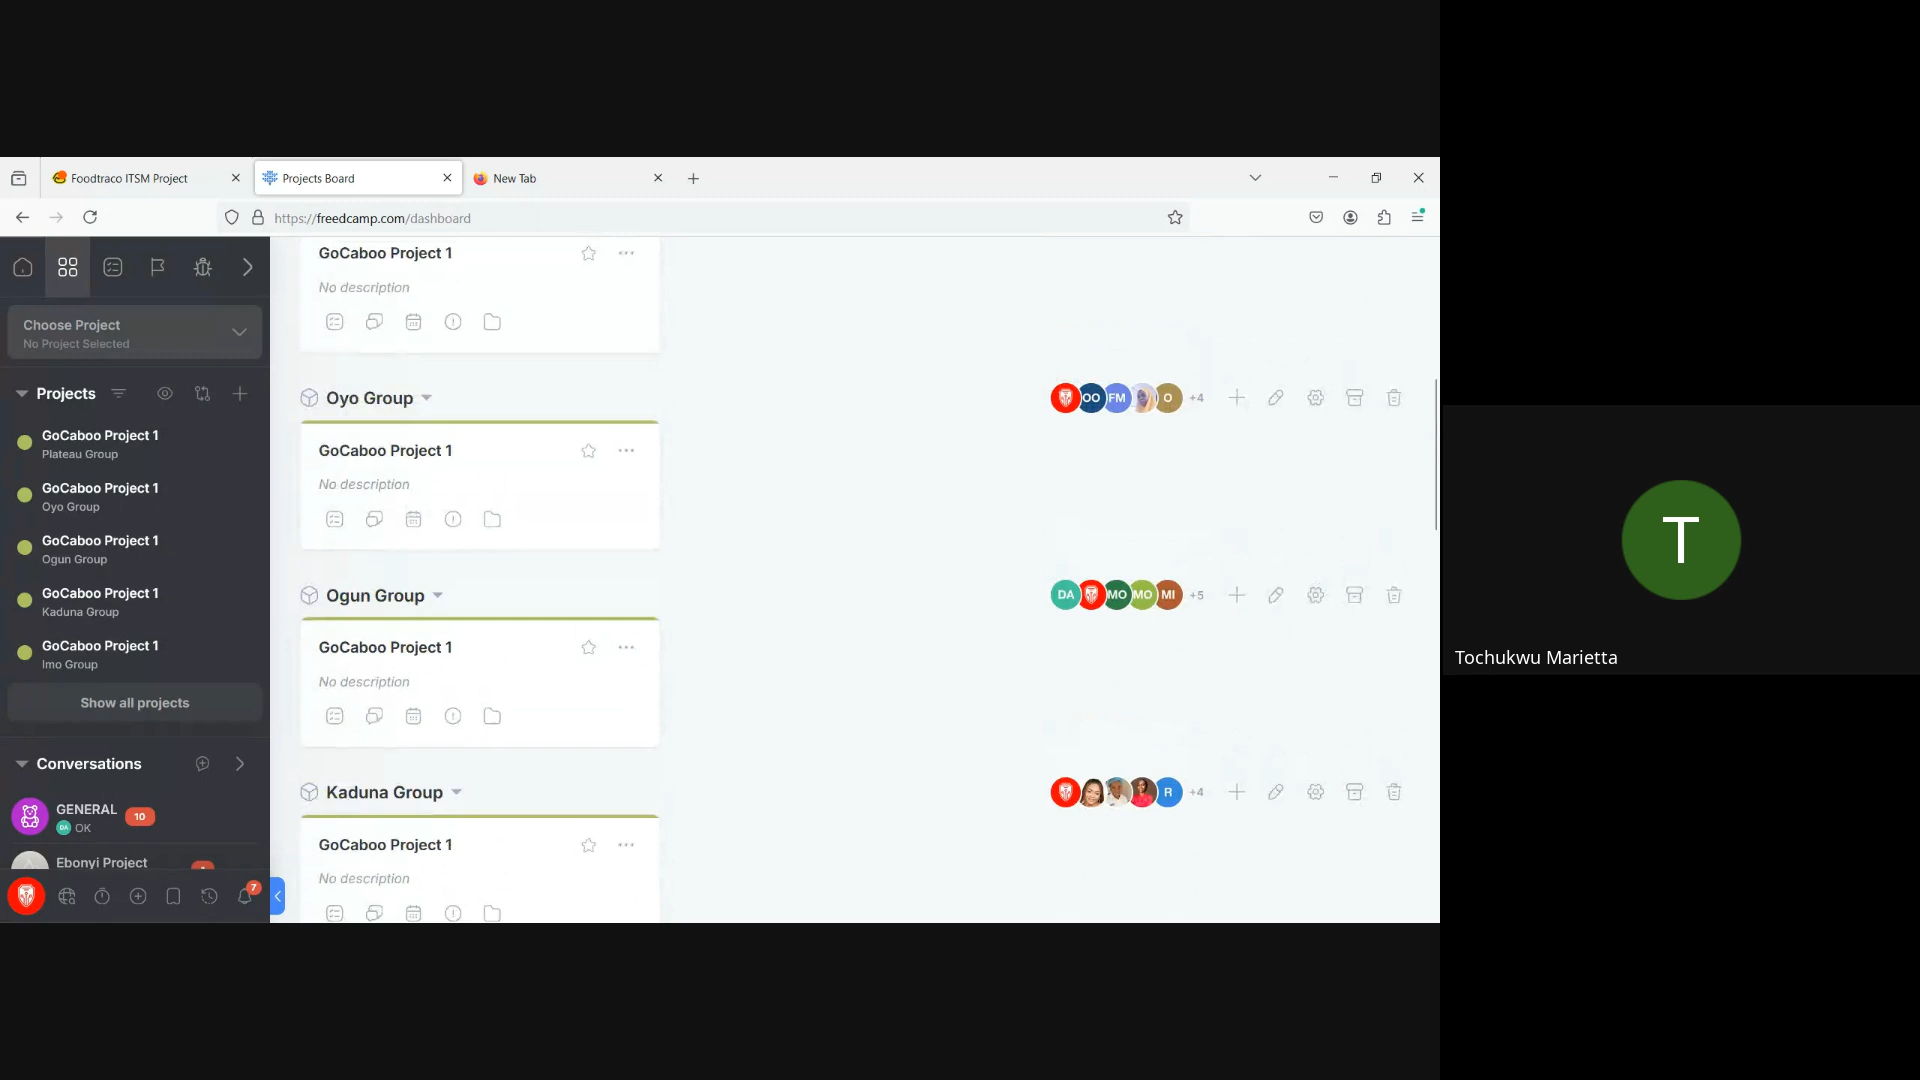 Foodtraco ITSM Project
Projects Board
New Tab
https://freedcamp.com/dashboard
Choose Project
No Project Selected
Projects
GoCaboo Project 1
Plateau Group
GoCaboo Project 1
Oyo Group
GoCaboo Project 1
Ogun Group
GoCaboo Project 1
Kaduna Group
GoCaboo Project 1
Imo Group
Show all projects
Conversations
GENERAL
10
DA
OK
Ebonyi Project
7
GoCaboo Project 1
No description
Oyo Group
OO FM O +4
GoCaboo Project 1
No description
Ogun Group
DA MO MO MI +5
GoCaboo Project 1
No description
Kaduna Group
R +4
GoCaboo Project 1
No description
T
Tochukwu Marietta